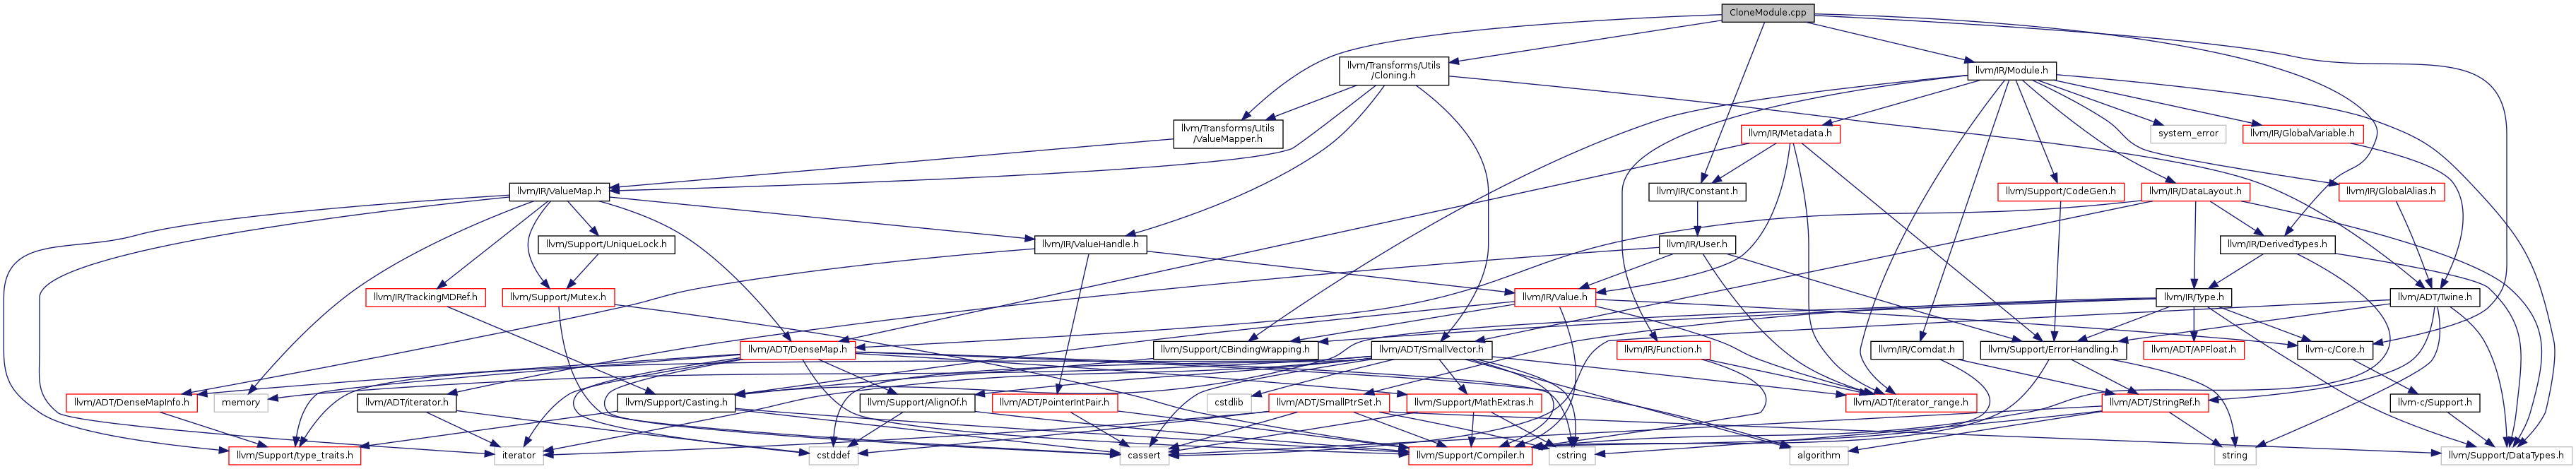 CloneModule.cpp
llvm/Transforms/Utils
/Cloning.h
llvm/IR/Module.h
llvm/Transforms/Utils
/ValueMapper.h
llvm/IR/Metadata.h
system_error
llvm/IR/GlobalVariable.h
llvm/IR/ValueMap.h
llvm/IR/Constant.h
llvm/Support/CodeGen.h
llvm/IR/DataLayout.h
llvm/IR/GlobalAlias.h
llvm/Support/UniqueLock.h
llvm/IR/ValueHandle.h
llvm/IR/User.h
llvm/IR/DerivedTypes.h
llvm/IR/TrackingMDRef.h
llvm/Support/Mutex.h
llvm/IR/Value.h
llvm/IR/Type.h
llvm/ADT/Twine.h
llvm/ADT/DenseMap.h
llvm/Support/CBindingWrapping.h
llvm/ADT/SmallVector.h
llvm/IR/Function.h
llvm/IR/Comdat.h
llvm/Support/ErrorHandling.h
llvm/ADT/APFloat.h
llvm-c/Core.h
llvm/ADT/DenseMapInfo.h
memory
llvm/ADT/iterator.h
llvm/Support/Casting.h
llvm/Support/AlignOf.h
llvm/ADT/PointerIntPair.h
cstdlib
llvm/ADT/SmallPtrSet.h
llvm/Support/MathExtras.h
llvm/ADT/iterator_range.h
llvm/ADT/StringRef.h
llvm-c/Support.h
llvm/Support/type_traits.h
iterator
cstddef
cassert
llvm/Support/Compiler.h
cstring
algorithm
string
llvm/Support/DataTypes.h